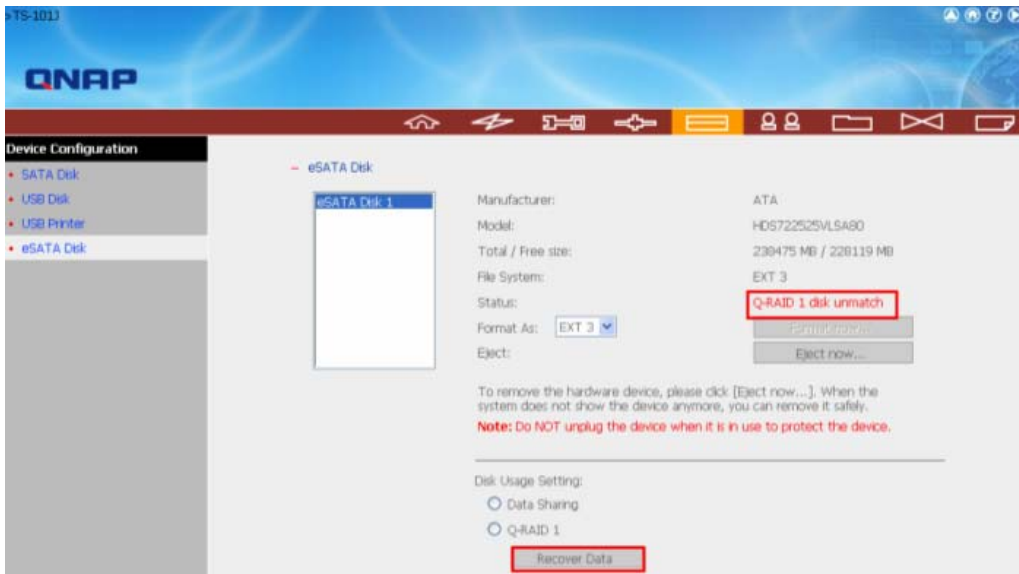 >TS-101J
QNAP
Device Configuration
SATA Disk
USB Disk
USB Printer
eSATA Disk
– eSATA Disk
eSATA Disk 1
Manufacturer: ATA
Model: HDS722525VLSA80
Total / Free size: 238475 MB / 228119 MB
File System: EXT 3
Status: Q-RAID 1 disk unmatch
Format As: EXT 3 Format now...
Eject: Eject now...
To remove the hardware device, please click [Eject now...]. When the
system does not show the device anymore, you can remove it safely.
Note: Do NOT unplug the device when it is in use to protect the device.
Disk Usage Setting:
Data Sharing
Q-RAID 1
Recover Data